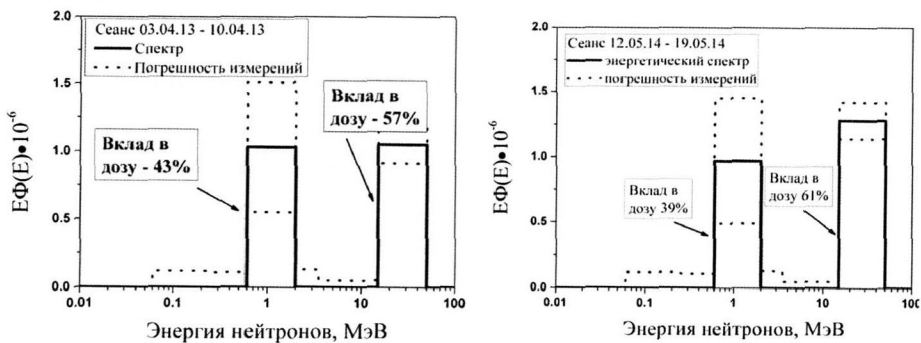 2.0
1.5
1.0
0.5
0.0
ЕФ(Е)•10⁻⁶
Сеанс 03.04.13 - 10.04.13
Спектр
Погрешность измерений
Вклад в
дозу - 43%
Вклад в
дозу - 57%
0.01 0.1 1 10 100
Энергия нейтронов, МэВ
2.0
1.5
1.0
0.5
0.0
ЕФ(Е)•10⁻⁶
Сеанс 12.05.14 - 19.05.14
энергетический спектр
погрешность измерений
Вклад в
дозу 39%
Вклад в
дозу 61%
0.01 0.1 1 10 100
Энергия нейтронов, МэВ